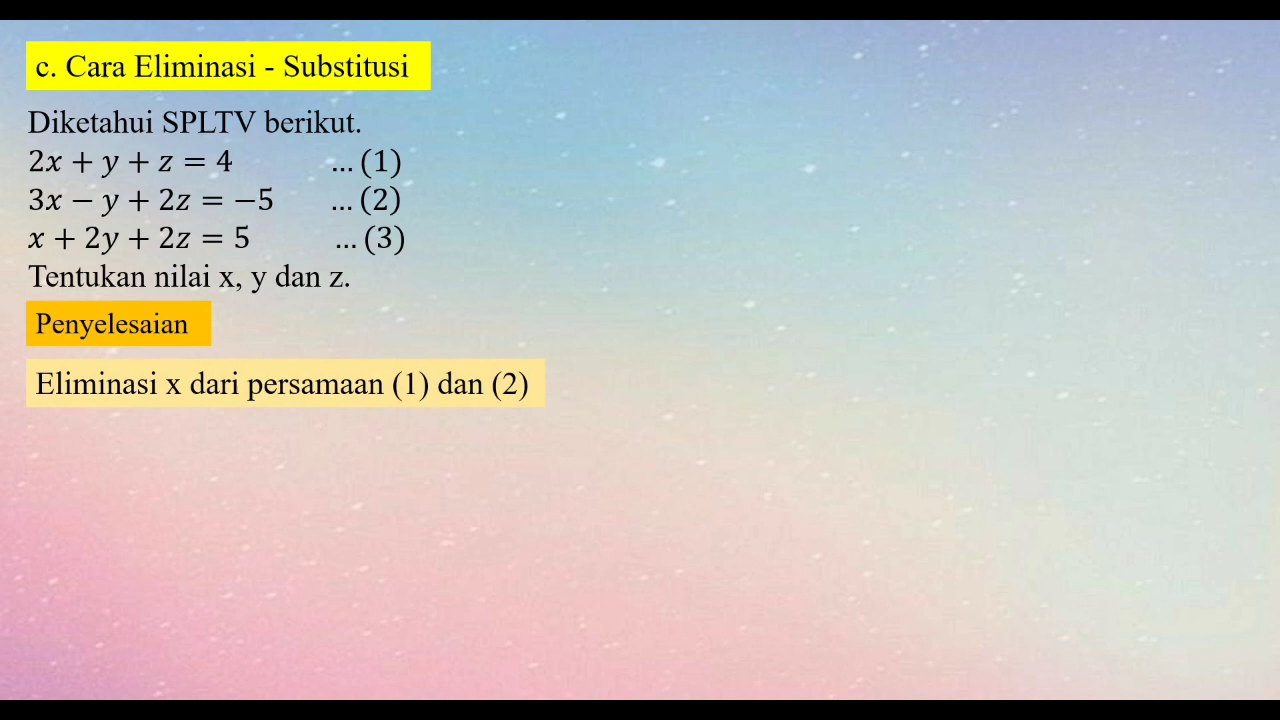 c. Cara Eliminasi - Substitusi
Diketahui SPLTV berikut.
2𝑥 + 𝑦 + 𝑧 = 4 ... (1)
3𝑥 − 𝑦 + 2𝑧 = −5 ... (2)
𝑥 + 2𝑦 + 2𝑧 = 5 ... (3)
Tentukan nilai x, y dan z.
Penyelesaian
Eliminasi x dari persamaan (1) dan (2)